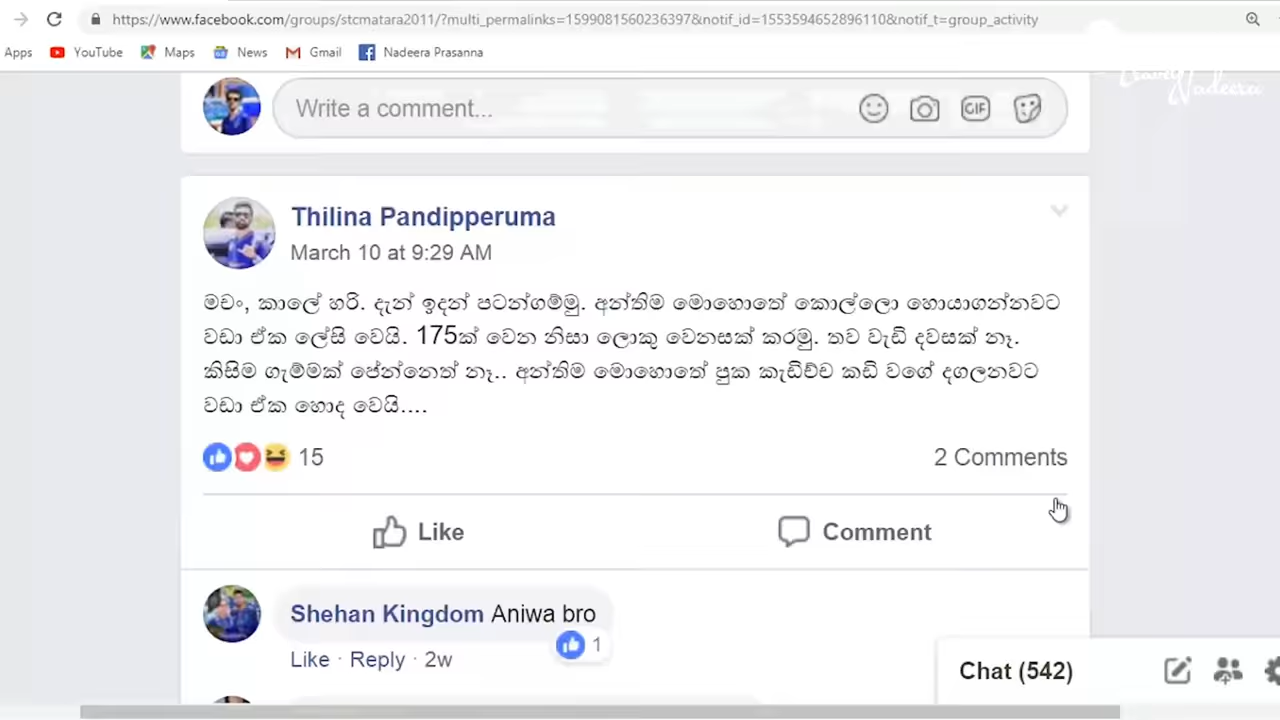 https://www.facebook.com/groups/stcmatara2011/?multi_permalinks=1599081560236397&notif_id=1553594652896110&notif_t=group_activity
Apps YouTube Maps News Gmail Nadeera Prasanna
Nadeera
Write a comment...
GIF
Thilina Pandipperuma
March 10 at 9:29 AM
මචං, කාලේ හරි. දැන් ඉදන් පටන්ගම්මු. අන්තිම මොහොතේ කොල්ලො හොයාගන්නවට
වඩා ඒක ලේසි වෙයි. 175ක් වෙන නිසා ලොකු වෙනසක් කරමු. තව වැඩි දවසක් නෑ.
කිසිම ගැම්මක් පේන්නෙත් නෑ.. අන්තිම මොහොතේ පුක කැඩිච්ච කඩි වගේ දගලනවට
වඩා ඒක හොද වෙයි....
15 2 Comments
Like Comment
Shehan Kingdom Aniwa bro
1
Like · Reply · 2w
Chat (542)